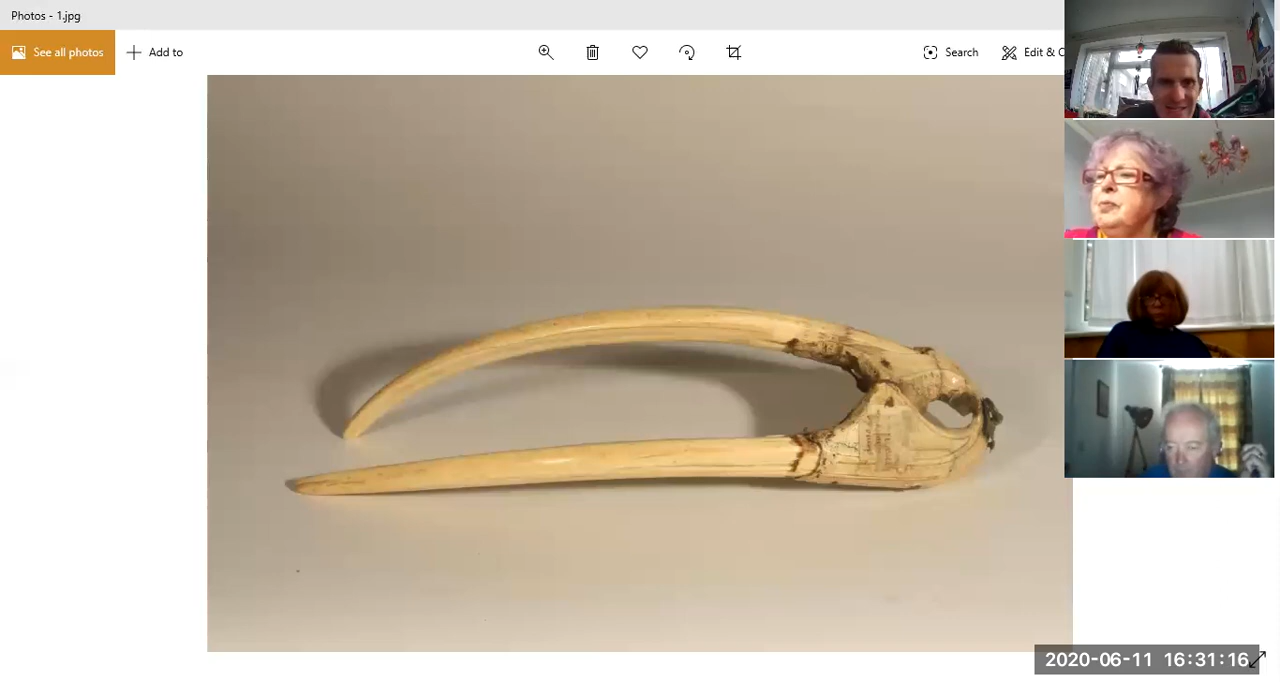 Photos - 1.jpg
See all photos
Add to
Search
Edit & C
2020-06-11 16:31:16